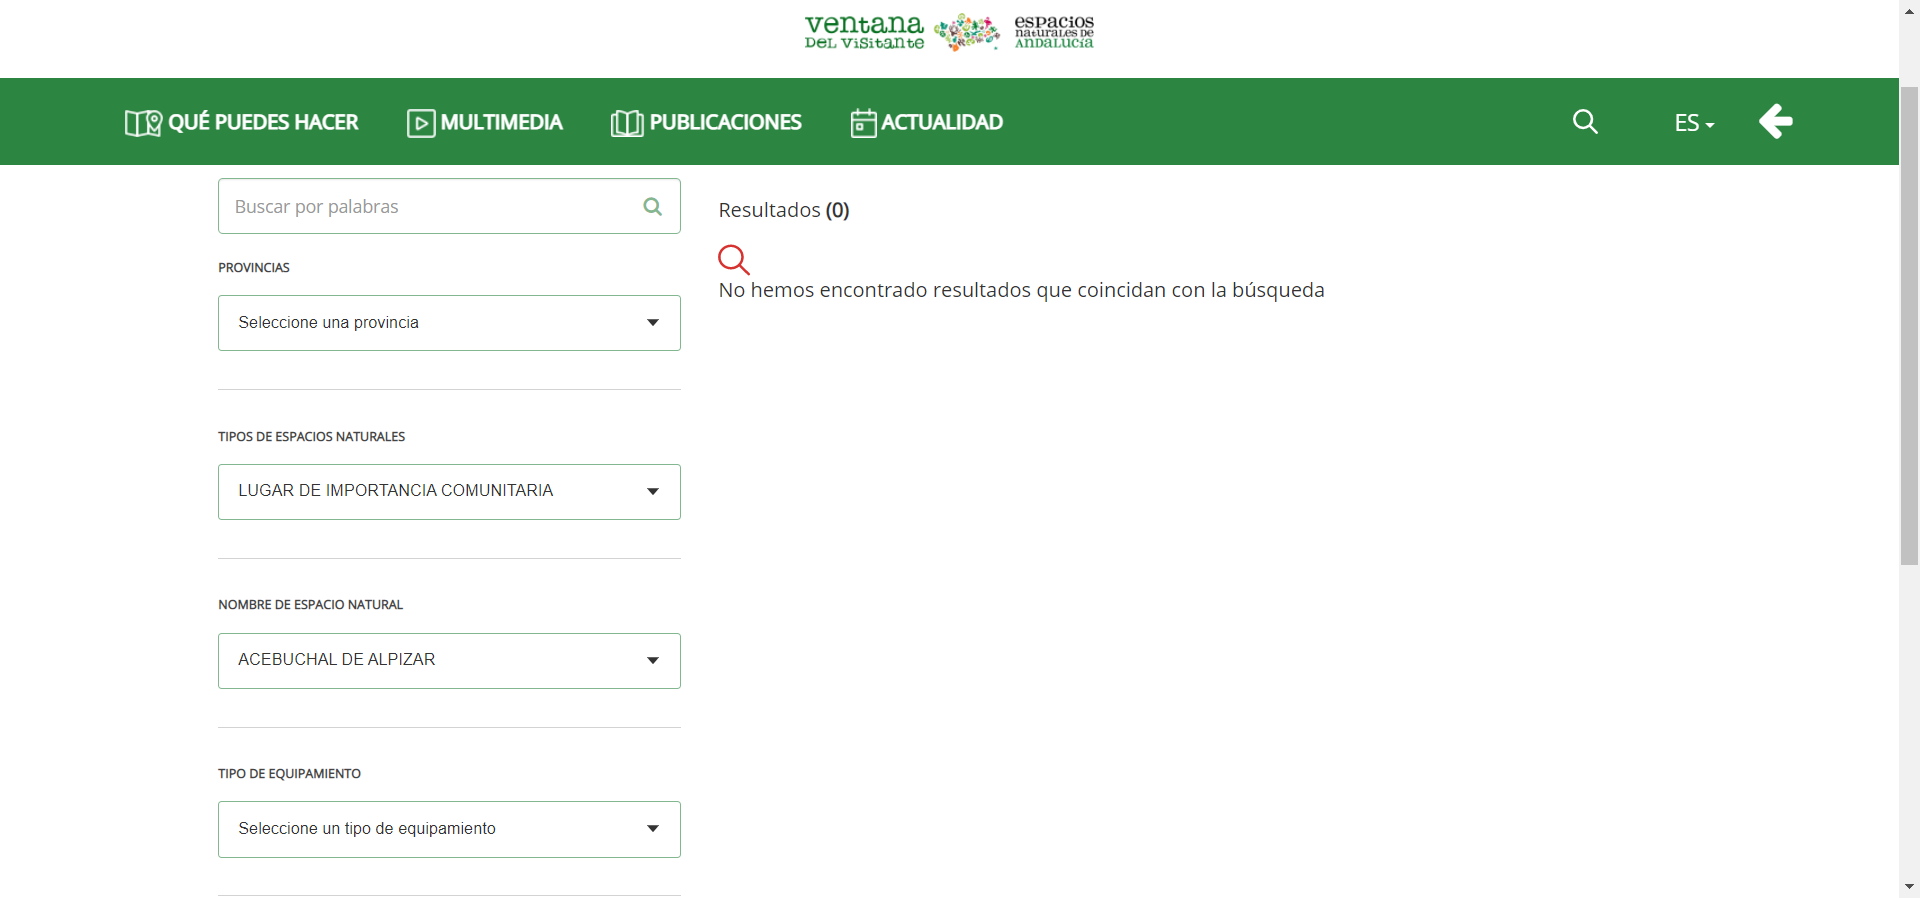 ventana
DEL VISITANTE
espacios
naturales de
ANDALUCÍA
QUÉ PUEDES HACER
MULTIMEDIA
PUBLICACIONES
ACTUALIDAD
ES
Buscar por palabras
Resultados (0)
No hemos encontrado resultados que coincidan con la búsqueda
PROVINCIAS
Seleccione una provincia
TIPOS DE ESPACIOS NATURALES
LUGAR DE IMPORTANCIA COMUNITARIA
NOMBRE DE ESPACIO NATURAL
ACEBUCHAL DE ALPIZAR
TIPO DE EQUIPAMIENTO
Seleccione un tipo de equipamiento